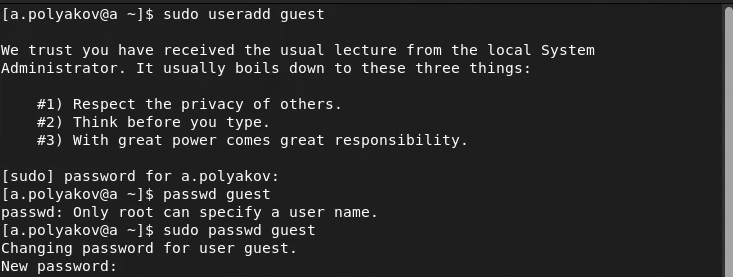 [a.polyakov@a ~]$ sudo useradd guest
We trust you have received the usual lecture from the local System
Administrator. It usually boils down to these three things:
#1) Respect the privacy of others.
#2) Think before you type.
#3) With great power comes great responsibility.
[sudo] password for a.polyakov:
[a.polyakov@a ~]$ passwd guest
passwd: Only root can specify a user name.
[a.polyakov@a ~]$ sudo passwd guest
Changing password for user guest.
New password: